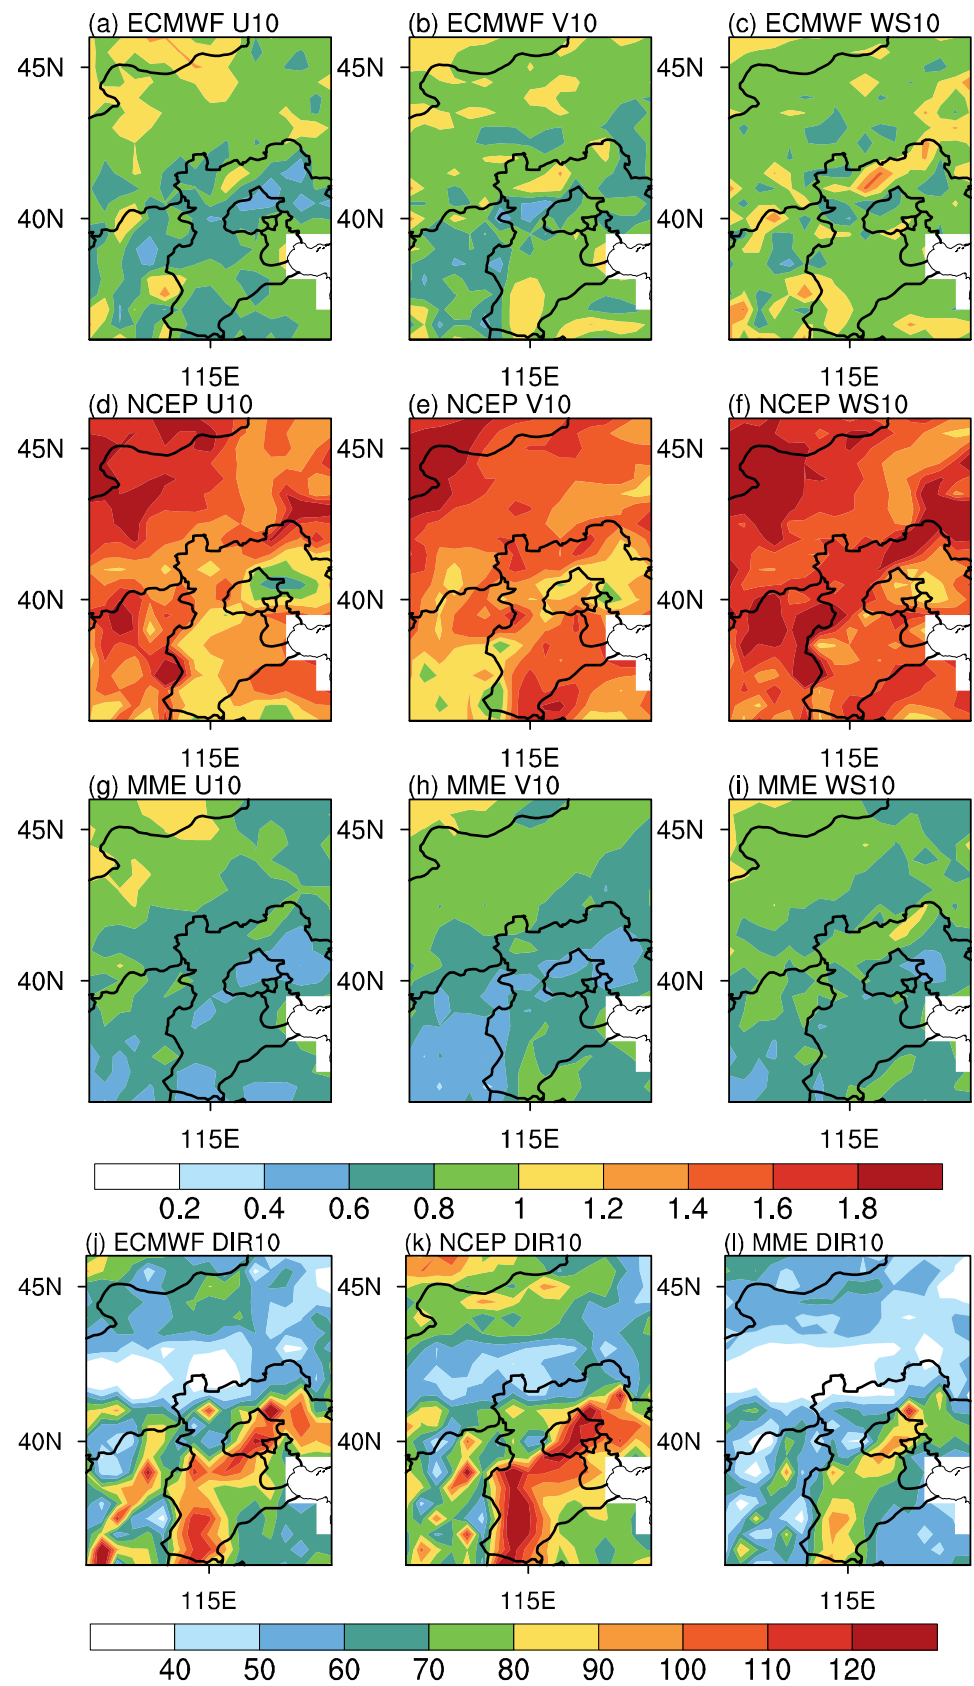 (a) ECMWF U10 (b) ECMWF V10 (c) ECMWF WS10
45N 45N 45N
40N 40N 40N
115E 115E 115E
(d) NCEP U10 (e) NCEP V10 (f) NCEP WS10
45N 45N 45N
40N 40N 40N
115E 115E 115E
(g) MME U10 (h) MME V10 (i) MME WS10
45N 45N 45N
40N 40N 40N
115E 115E 115E
0.2 0.4 0.6 0.8 1 1.2 1.4 1.6 1.8
(j) ECMWF DIR10 (k) NCEP DIR10 (l) MME DIR10
45N 45N 45N
40N 40N 40N
115E 115E 115E
40 50 60 70 80 90 100 110 120